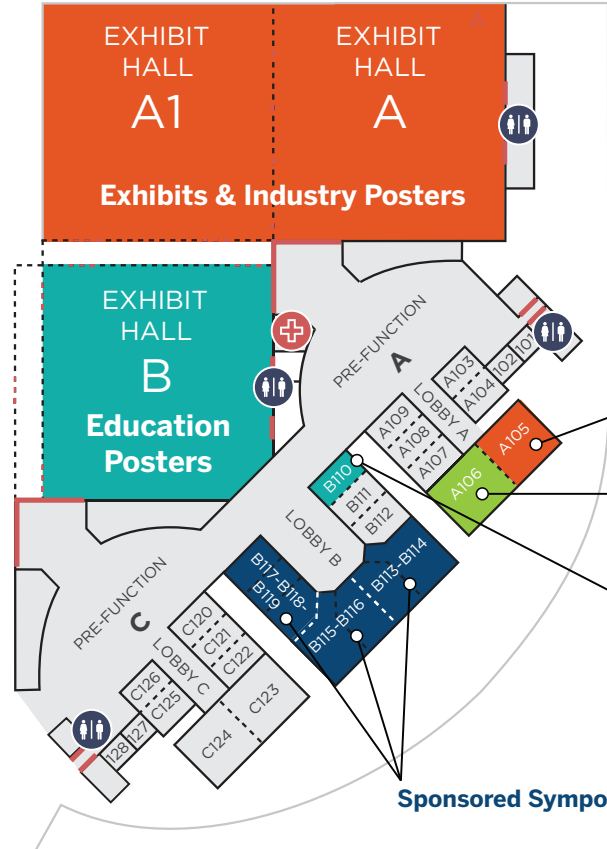 EXHIBIT
HALL
A1
EXHIBIT
HALL
A
Exhibits & Industry Posters
EXHIBIT
HALL
B
Education
Posters
PRE-FUNCTION
A
101
102
A103
A104
LOBBY A
A105
A106
A109
A108
A107
B110
B111
B112
LOBBY B
B113-B114
B115-B116
B117-B118-
B119
PRE-FUNCTION
C
C120
C121
C122
LOBBY C
C123
C124
C126
C125
127
128
Sponsored Sympo